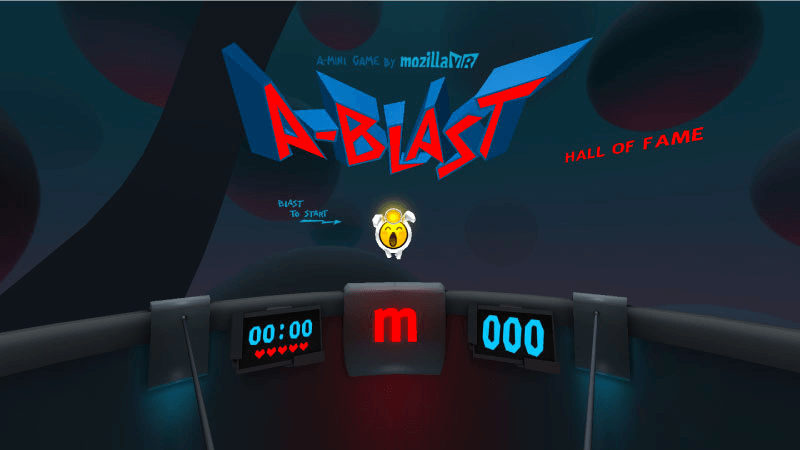 A-MINI GAME BY mozillaVR
A-BLAST
HALL OF FAME
BLAST
TO START
00:00
m
000